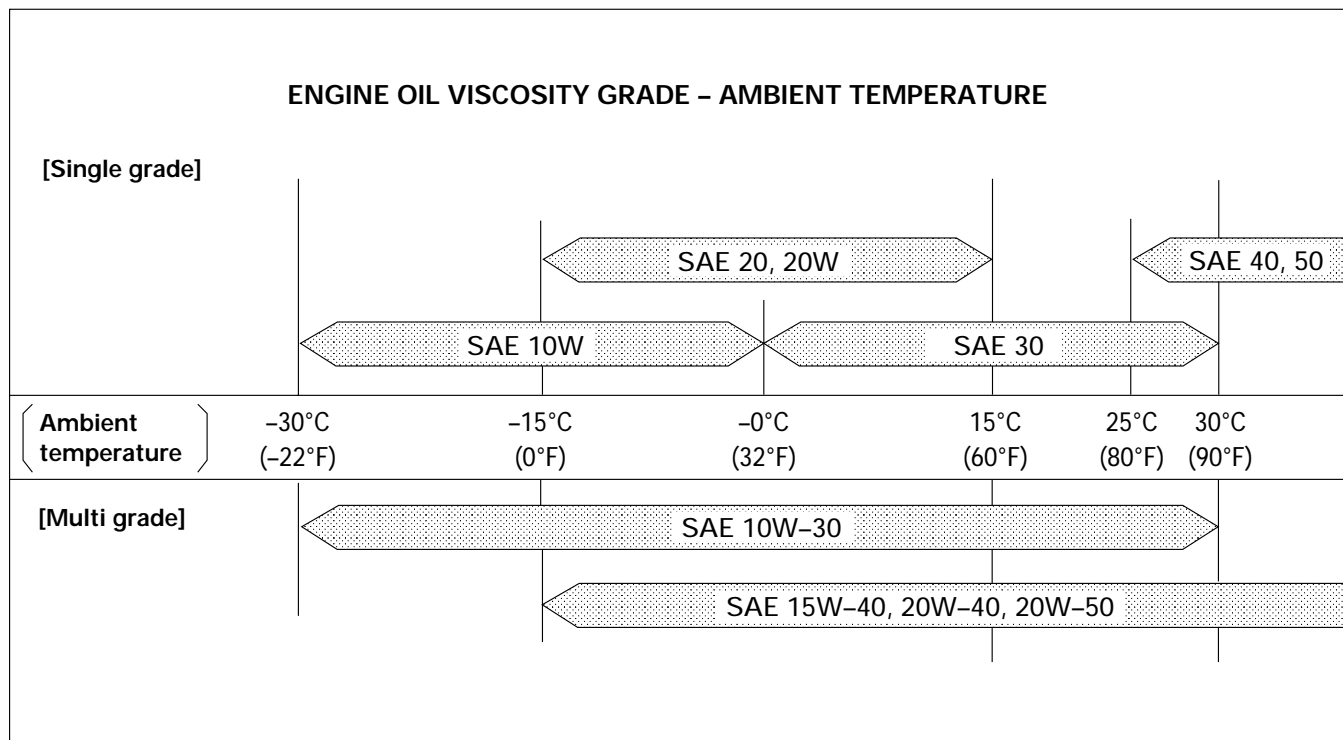 ENGINE OIL VISCOSITY GRADE – AMBIENT TEMPERATURE
[Single grade]
SAE 20, 20W
SAE 40, 50
SAE 10W
SAE 30
Ambient temperature
–30°C –15°C –0°C 15°C 25°C 30°C
(–22°F) (0°F) (32°F) (60°F) (80°F) (90°F)
[Multi grade]
SAE 10W–30
SAE 15W–40, 20W–40, 20W–50